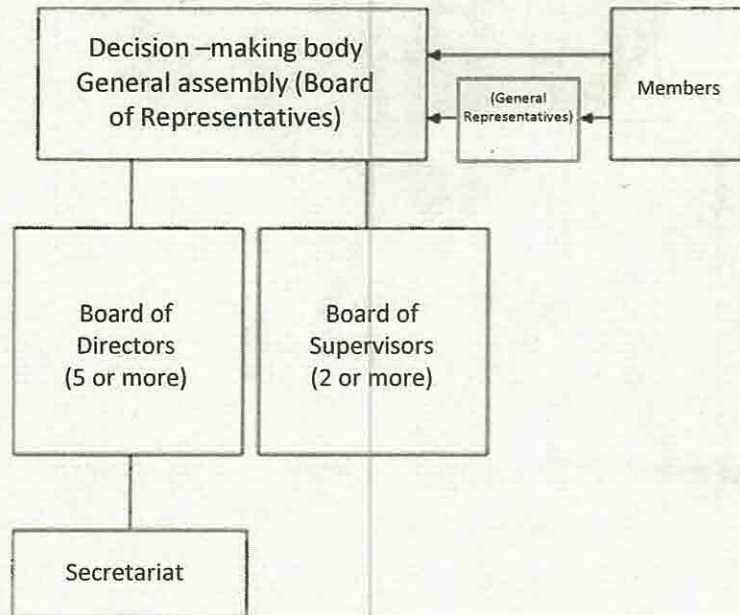 Decision –making body
General assembly (Board
of Representatives)
(General
Representatives)
Members
Board of
Directors
(5 or more)
Board of
Supervisors
(2 or more)
Secretariat